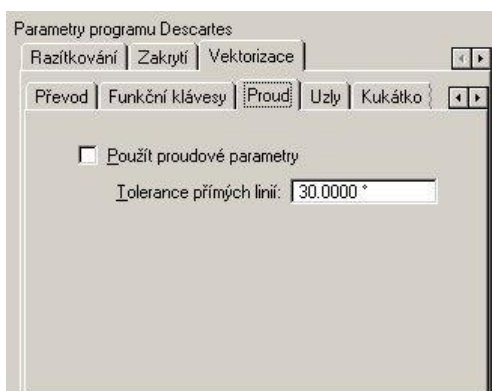 Parametry programu Descartes
Razítkování Zakrytí Vektorizace
Převod Funkční klávesy Proud Uzly Kukátko
Použít proudové parametry
Tolerance přímých linií: 30.0000 °